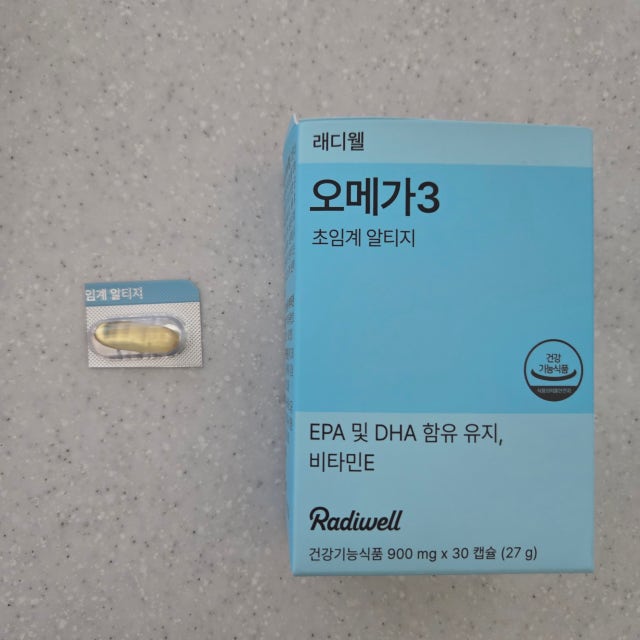 래디웰
오메가3
초임계 알티지
임계 알티지
건강
기능식품
EPA 및 DHA 함유 유지,
비타민E
Radiwell
건강기능식품 900 mg x 30 캡슐 (27 g)